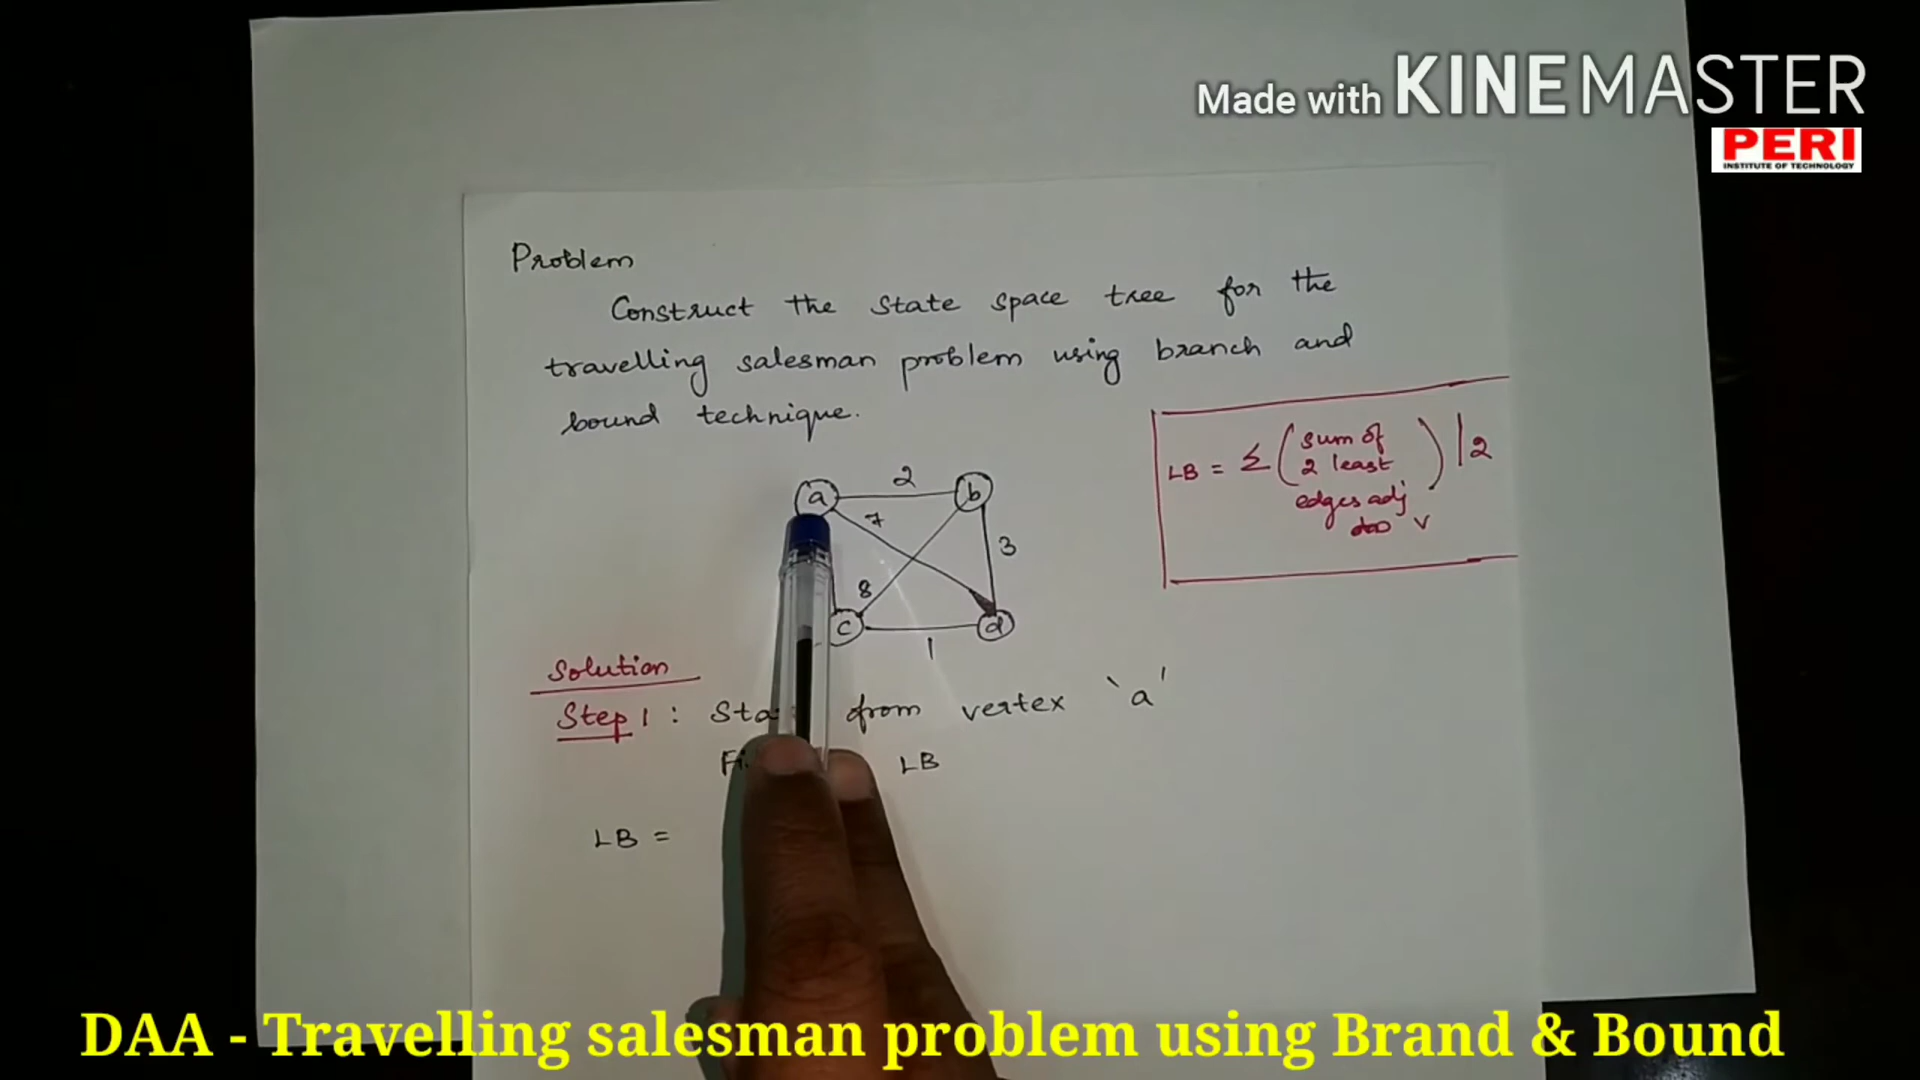 Made with KINEMASTER
PERI
INSTITUTE OF TECHNOLOGY
Problem
Construct the state space tree for the
travelling salesman problem using branch and
bound technique.
LB = Σ ( sum of
2 least
edges adj
v ) / 2
a 2 b
7
3
8
c d
1
Solution
Step 1 : from vertex 'a'
LB
LB =
DAA - Travelling salesman problem using Brand & Bound